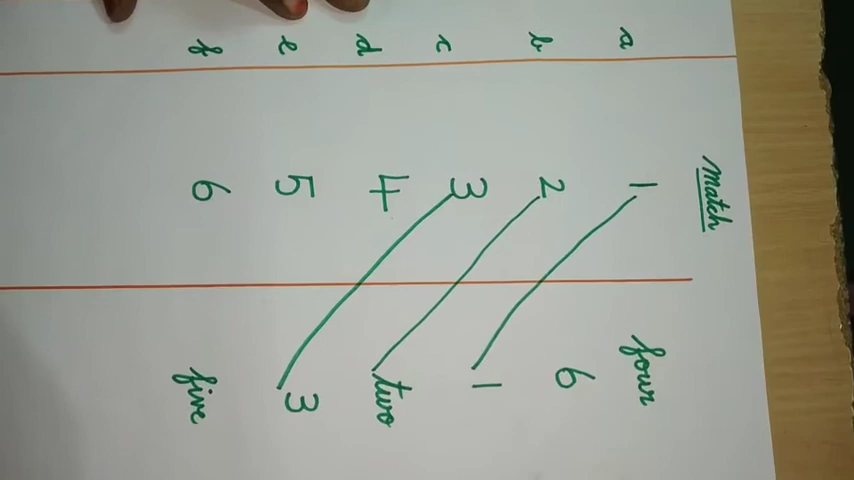 Match
a 1 four
b 2 6
c 3 1
d 4 two
e 5 3
f 6 five